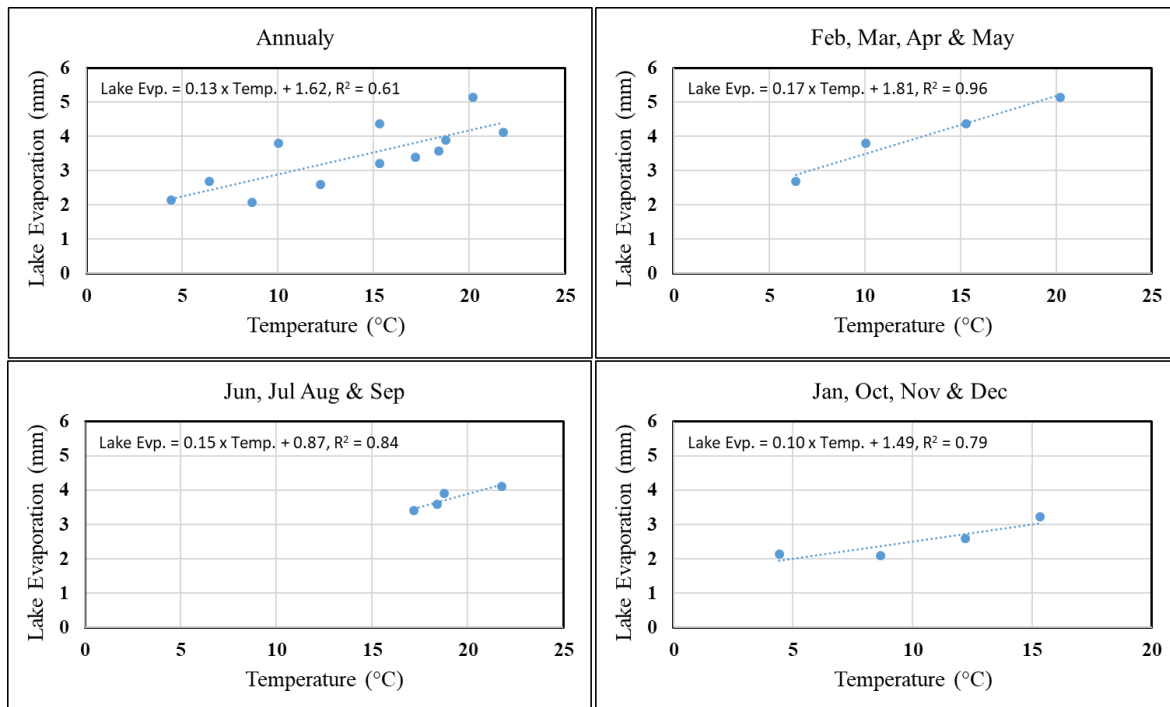 Annualy
Lake Evp. = 0.13 x Temp. + 1.62, R² = 0.61
Lake Evaporation (mm)
6
5
4
3
2
1
0
0 5 10 15 20 25
Temperature (°C)
Feb, Mar, Apr & May
Lake Evp. = 0.17 x Temp. + 1.81, R² = 0.96
Lake Evaporation (mm)
6
5
4
3
2
1
0
0 5 10 15 20 25
Temperature (°C)
Jun, Jul Aug & Sep
Lake Evp. = 0.15 x Temp. + 0.87, R² = 0.84
Lake Evaporation (mm)
6
5
4
3
2
1
0
0 5 10 15 20 25
Temperature (°C)
Jan, Oct, Nov & Dec
Lake Evp. = 0.10 x Temp. + 1.49, R² = 0.79
Lake Evaporation (mm)
6
5
4
3
2
1
0
0 5 10 15 20
Temperature (°C)